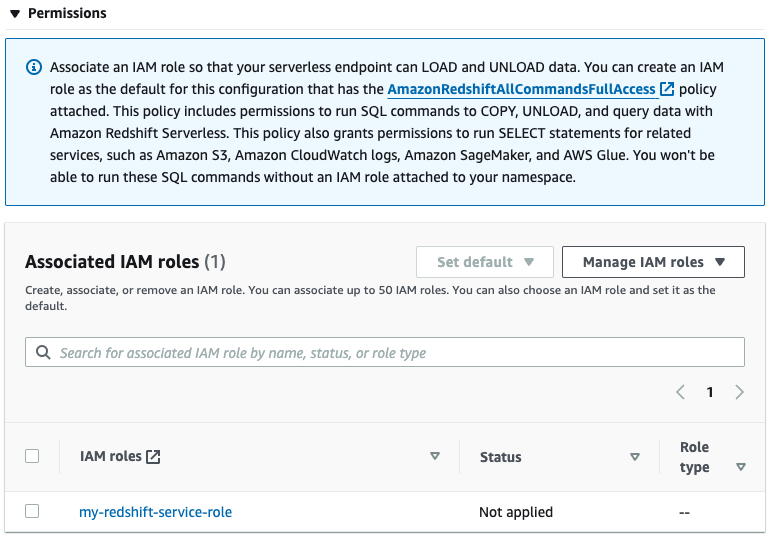 Permissions
Associate an IAM role so that your serverless endpoint can LOAD and UNLOAD data. You can create an IAM
role as the default for this configuration that has the AmazonRedshiftAllCommandsFullAccess policy
attached. This policy includes permissions to run SQL commands to COPY, UNLOAD, and query data with
Amazon Redshift Serverless. This policy also grants permissions to run SELECT statements for related
services, such as Amazon S3, Amazon CloudWatch logs, Amazon SageMaker, and AWS Glue. You won't be
able to run these SQL commands without an IAM role attached to your namespace.
Associated IAM roles (1)
Set default
Manage IAM roles
Create, associate, or remove an IAM role. You can associate up to 50 IAM roles. You can also choose an IAM role and set it as the
default.
Search for associated IAM role by name, status, or role type
1
IAM roles
Status
Role
type
my-redshift-service-role
Not applied
--